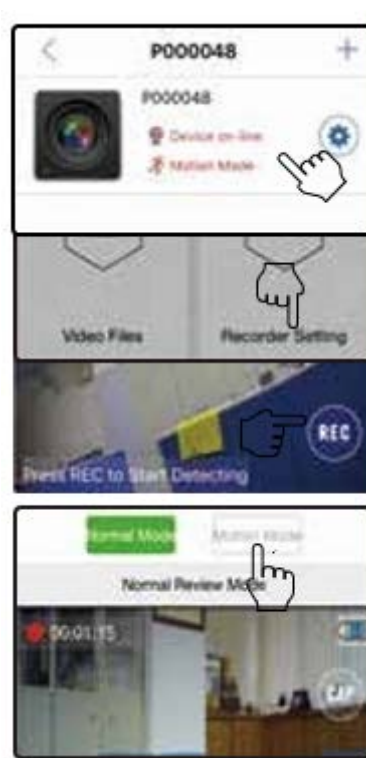 P000048
P000048
Device on-line
Motion Mode
Video Files Recorder Setting
REC
Press REC to Start Detecting
Normal Mode Motion Mode
Normal Review Mode
00:01:15